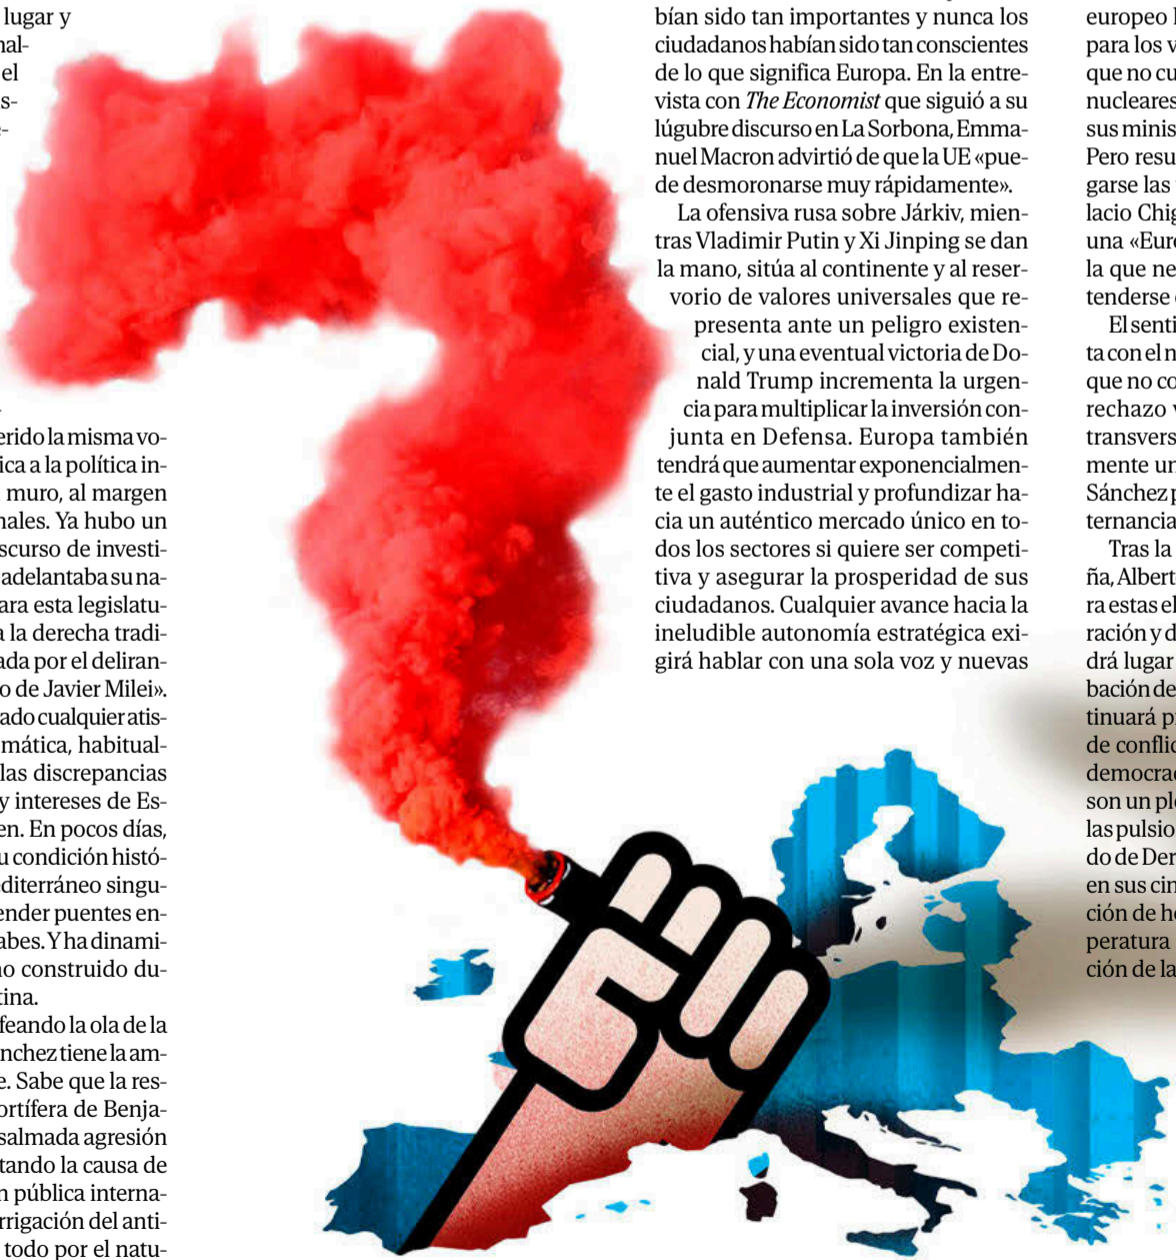 lugar y
nal-
el
s-
erido la misma vo-
ica a la política in-
muro, al margen
nales. Ya hubo un
scurso de investi-
adelantaba su na-
ara esta legislatu-
a la derecha tradi-
ada por el deliran-
o de Javier Milei».
ado cualquier atis-
mática, habitual-
las discrepancias
y intereses de Es-
en. En pocos días,
u condición histó-
editerráneo singu-
ender puentes en-
abes. Y ha dinami-
no construido du-
tina.
feando la ola de la
nchez tiene la am-
e. Sabe que la res-
ortífera de Benja-
salmada agresión
tando la causa de
n pública interna-
rrigación del anti-
todo por el natu-
bían sido tan importantes y nunca los
ciudadanos habían sido tan conscientes
de lo que significa Europa. En la entre-
vista con The Economist que siguió a su
lúgubre discurso en La Sorbona, Emma-
nuel Macron advirtió de que la UE «pue-
de desmoronarse muy rápidamente».
La ofensiva rusa sobre Járkiv, mien-
tras Vladimir Putin y Xi Jinping se dan
la mano, sitúa al continente y al reser-
vorio de valores universales que re-
presenta ante un peligro existen-
cial, y una eventual victoria de Do-
nald Trump incrementa la urgen-
cia para multiplicar la inversión con-
junta en Defensa. Europa también
tendrá que aumentar exponencialmen-
te el gasto industrial y profundizar ha-
cia un auténtico mercado único en to-
dos los sectores si quiere ser competi-
tiva y asegurar la prosperidad de sus
ciudadanos. Cualquier avance hacia la
ineludible autonomía estratégica exi-
girá hablar con una sola voz y nuevas
europeo
para los v
que no cu
nucleares
sus minis
Pero resu
garse las
lacio Chig
una «Euro
la que ne
tenderse
El senti
ta con el n
que no co
rechazo
transvers
mente un
Sánchez p
ternancia
Tras la
ña, Albert
ra estas el
ración y d
drá lugar
bación de
tinuará p
de conflic
democrac
son un ple
las pulsio
do de Der
en sus cin
ción de he
peratura
ción de la